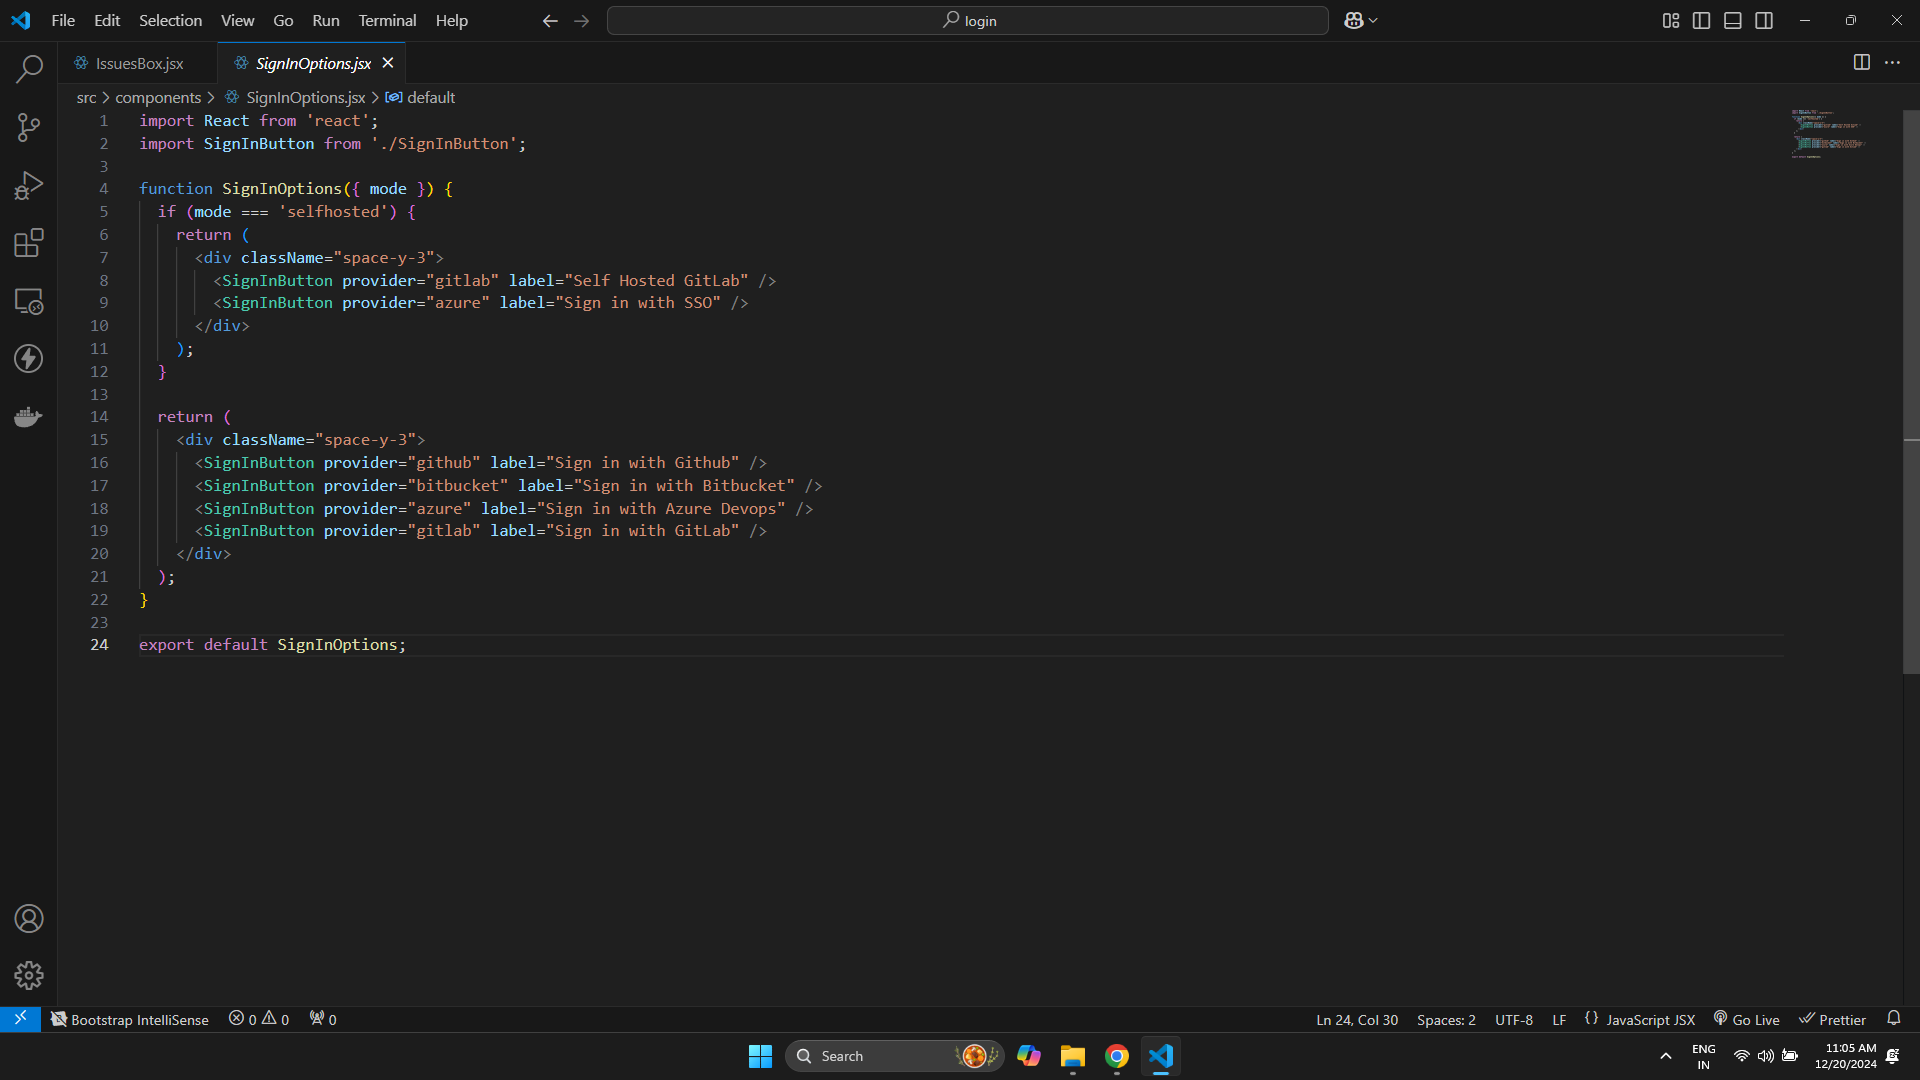 File Edit Selection View Go Run Terminal Help login
IssuesBox.jsx SignInOptions.jsx
src > components > SignInOptions.jsx > default
1 import React from 'react';
2 import SignInButton from './SignInButton';
3
4 function SignInOptions({ mode }) {
5 if (mode === 'selfhosted') {
6 return (
7 <div className="space-y-3">
8 <SignInButton provider="gitlab" label="Self Hosted GitLab" />
9 <SignInButton provider="azure" label="Sign in with SSO" />
10 </div>
11 );
12 }
13
14 return (
15 <div className="space-y-3">
16 <SignInButton provider="github" label="Sign in with Github" />
17 <SignInButton provider="bitbucket" label="Sign in with Bitbucket" />
18 <SignInButton provider="azure" label="Sign in with Azure Devops" />
19 <SignInButton provider="gitlab" label="Sign in with GitLab" />
20 </div>
21 );
22 }
23
24 export default SignInOptions;
Bootstrap IntelliSense 0 0 0 Ln 24, Col 30 Spaces: 2 UTF-8 LF {} JavaScript JSX Go Live Prettier
Search ENG IN 11:05 AM 12/20/2024